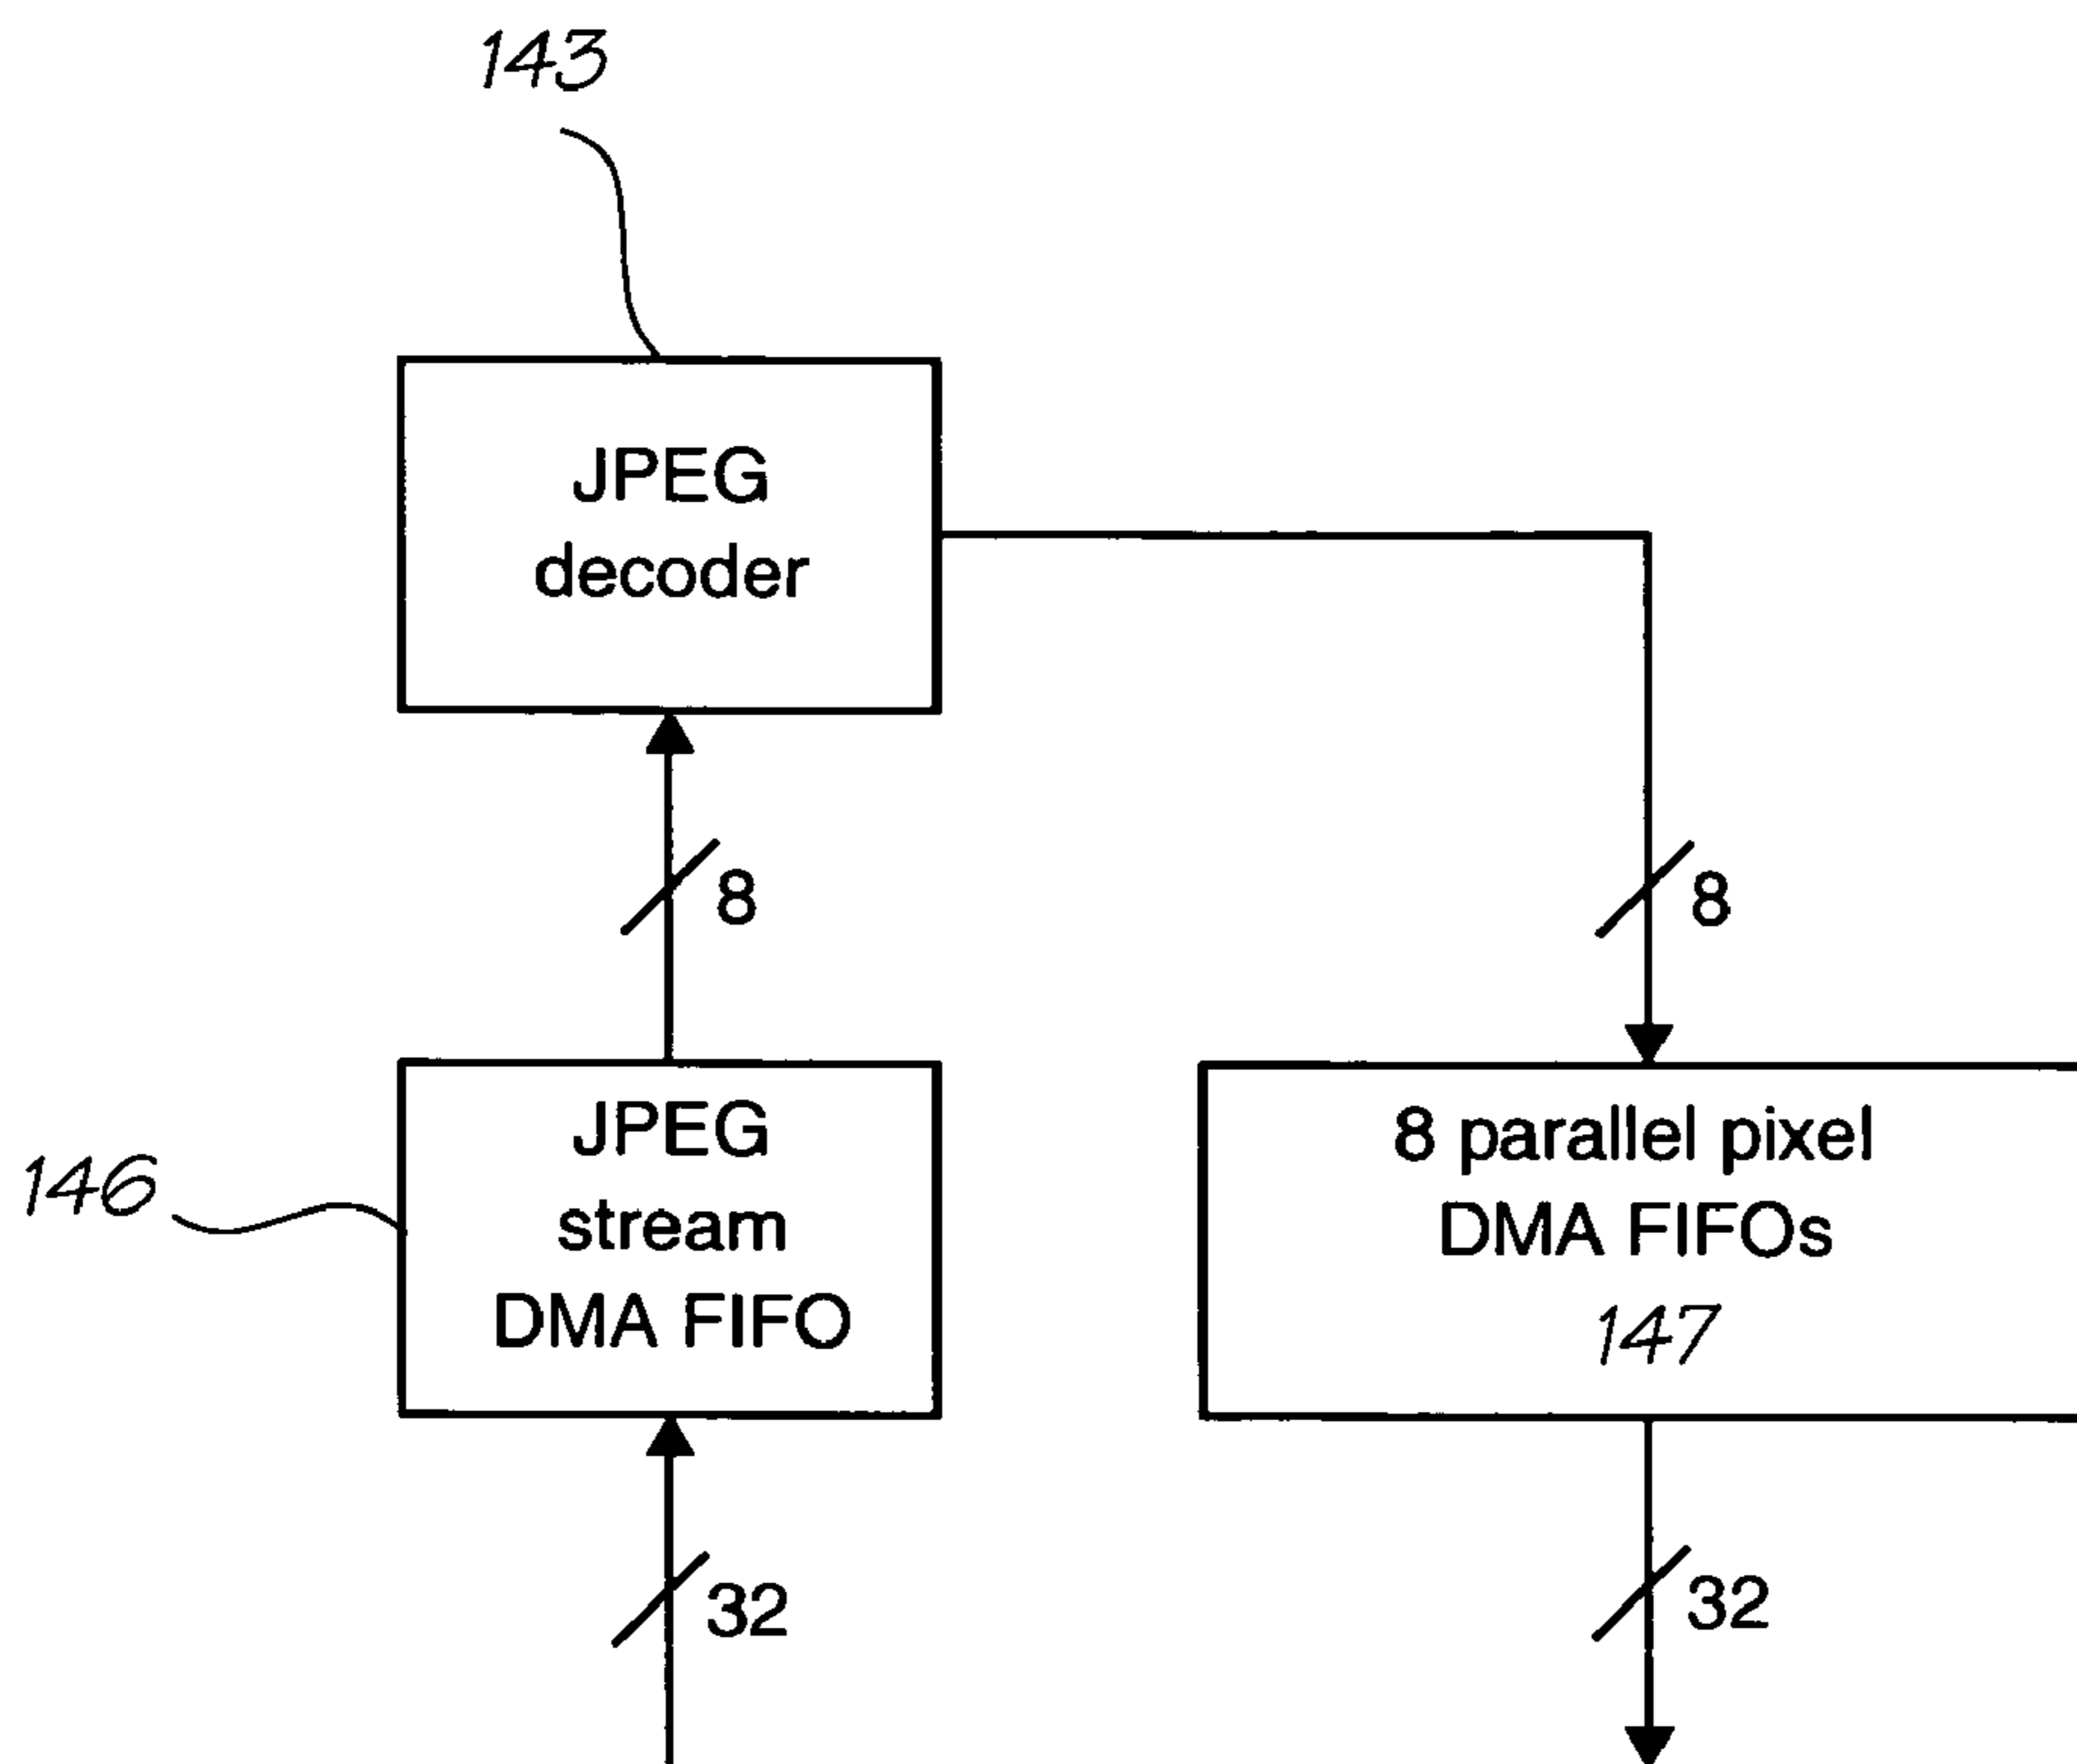 143
JPEG
decoder
8
8
JPEG
stream
DMA FIFO
146
8 parallel pixel
DMA FIFOs
147
32
32